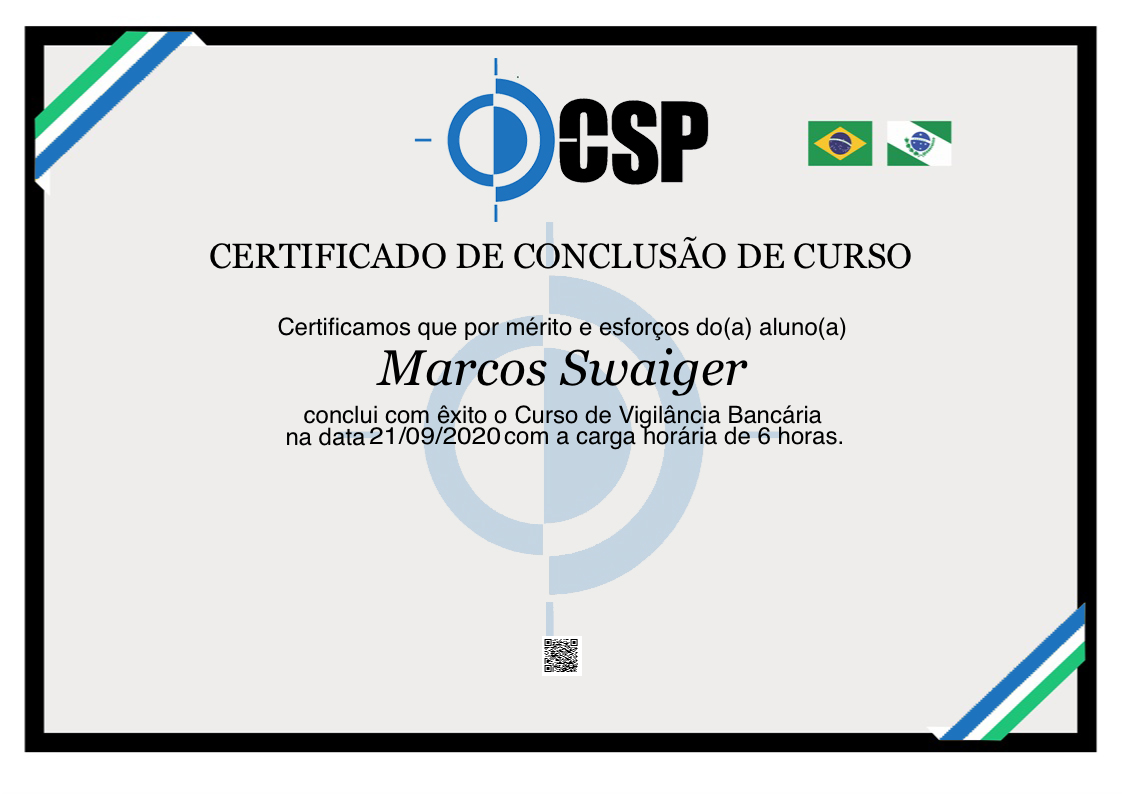 CSP
CERTIFICADO DE CONCLUSÃO DE CURSO
Certificamos que por mérito e esforços do(a) aluno(a)
Marcos Swaiger
conclui com êxito o Curso de Vigilância Bancária
na data 21/09/2020 com a carga horária de 6 horas.